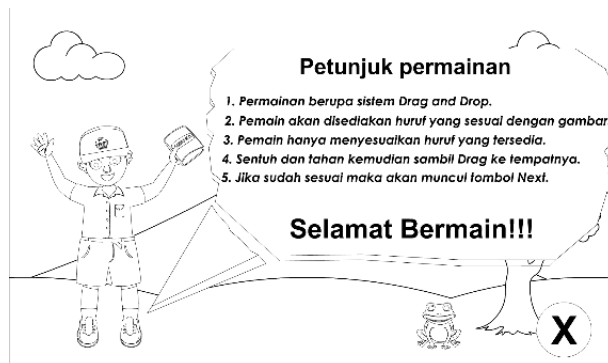 Petunjuk permainan
1. Permainan berupa sistem Drag and Drop.
2. Pemain akan disediakan huruf yang sesuai dengan gambar
3. Pemain hanya menyesuaikan huruf yang tersedia.
4. Sentuh dan tahan kemudian sambil Drag ke tempatnya.
5. Jika sudah sesuai maka akan muncul tombol Next.
Selamat Bermain!!!
X